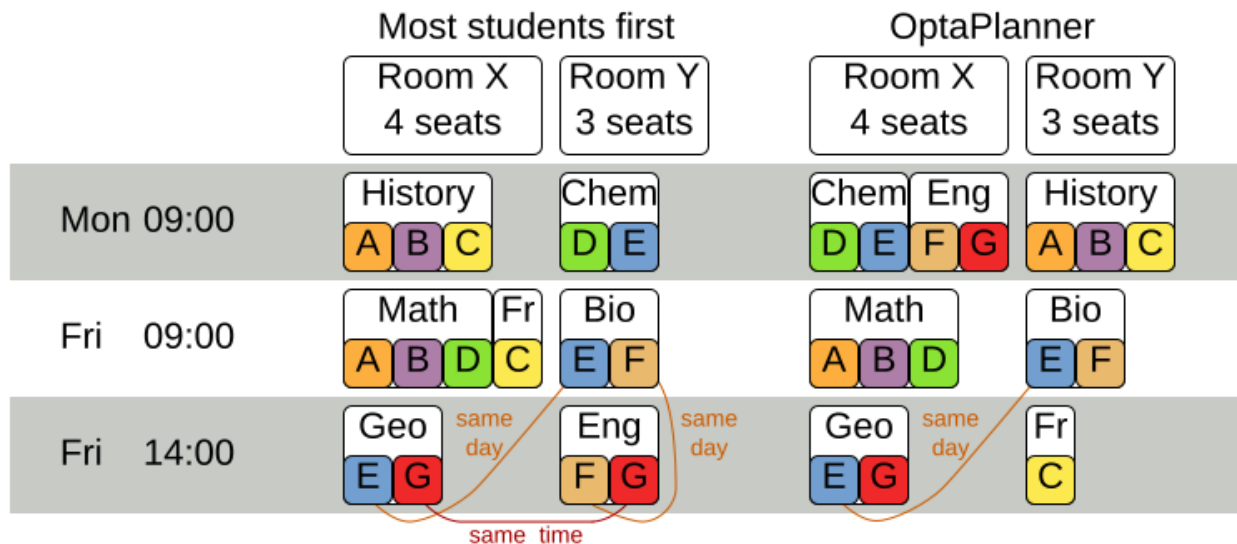 Most students first OptaPlanner
Room X Room Y Room X Room Y
4 seats 3 seats 4 seats 3 seats
History Chem Chem Eng History
Mon 09:00
A B C D E D E F G A B C
Math Fr Bio Math Bio
Fri 09:00
A B D C E F A B D E F
Geo same Eng same Geo same Fr
day day day
Fri 14:00
E G F G E G C
same time